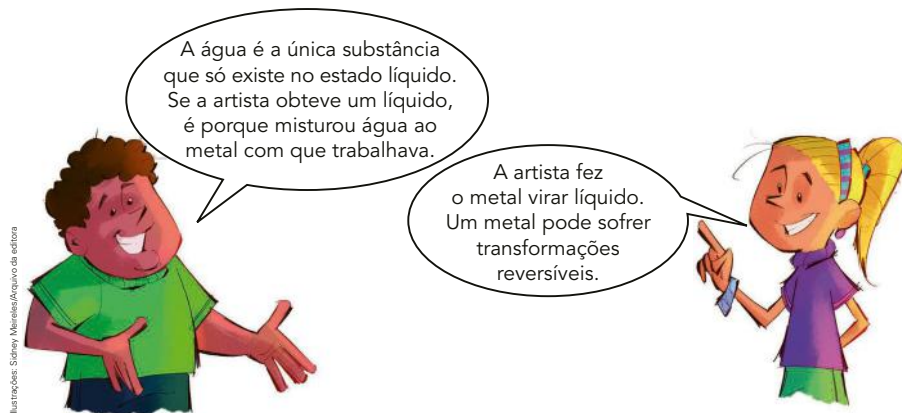 A água é a única substância
que só existe no estado líquido.
Se a artista obteve um líquido,
é porque misturou água ao
metal com que trabalhava.
A artista fez
o metal virar líquido.
Um metal pode sofrer
transformações
reversíveis.
Ilustrações: Sidney Meireles/Arquivo da editora